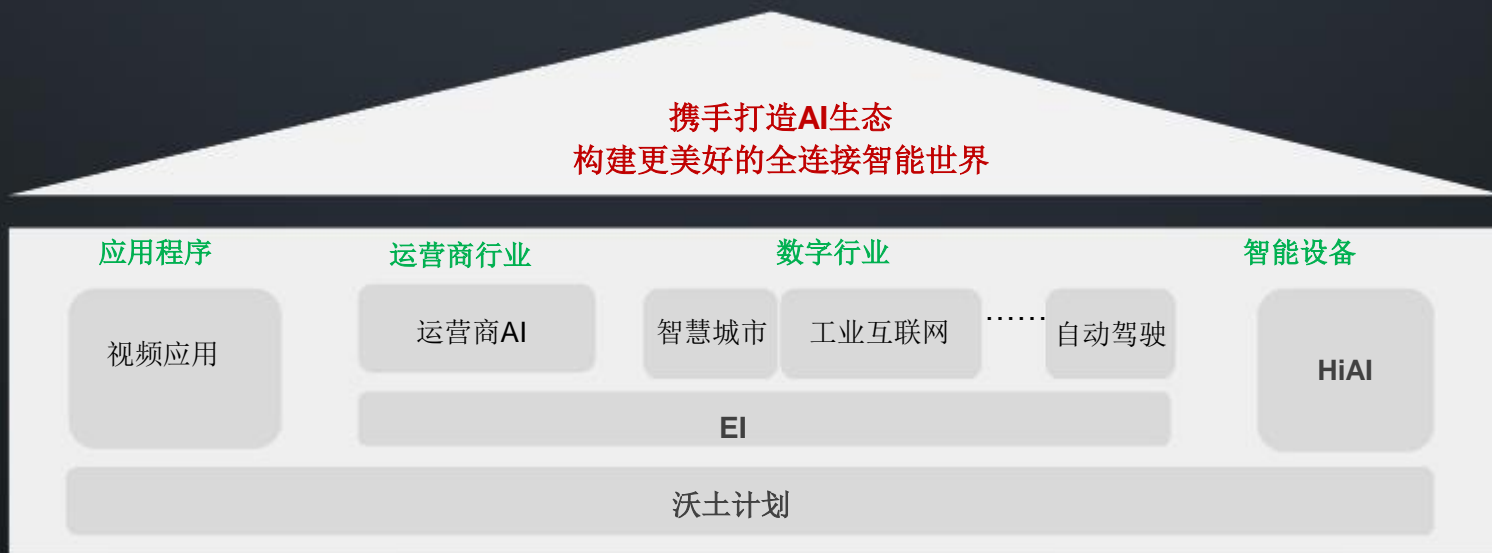 携手打造AI生态
构建更美好的全连接智能世界
应用程序
运营商行业
数字行业
智能设备
视频应用
运营商AI
智慧城市
工业互联网
……
自动驾驶
HiAI
EI
沃土计划